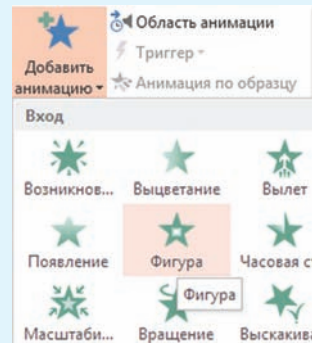 Добавить
анимацию
Область анимации
Триггер
Анимация по образцу
Вход
Возникнов... Выцветание Вылет
Появление Фигура Часовая с
Фигура
Масштаби... Вращение Выскакива